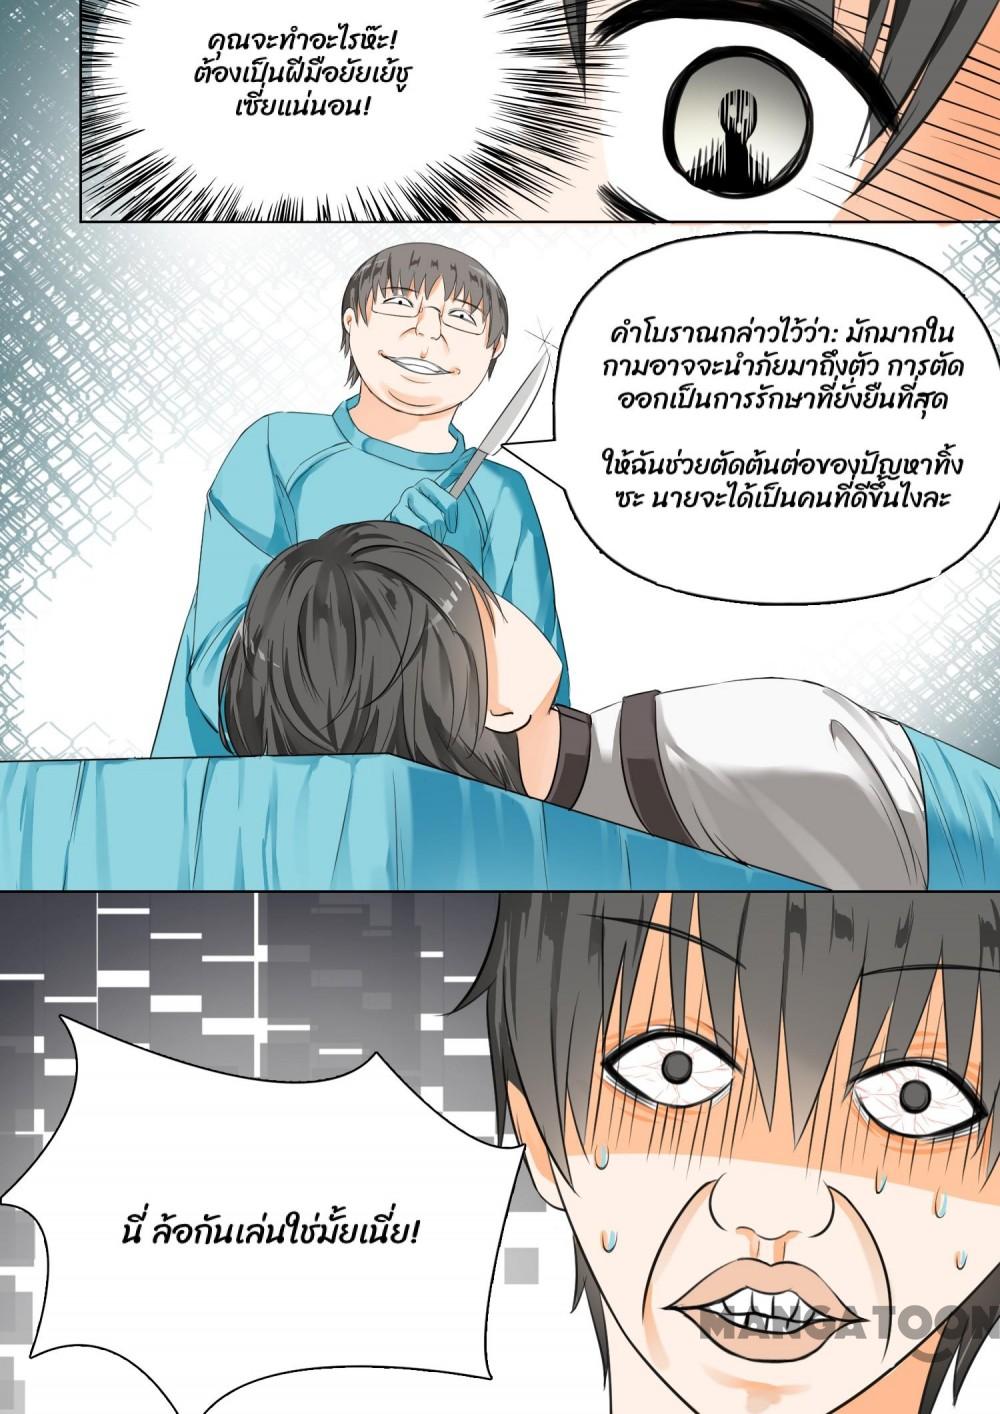 คุณจะทำอะไรห๊ะ!
ต้องเป็นฝีมือยัยเย้ชู
เซี่ยแน่นอน!
คำโบราณกล่าวไว้ว่า: มักมากใน
กามอาจจะนำภัยมาถึงตัว การตัด
ออกเป็นการรักษาที่ยั่งยืนที่สุด
ให้ฉันช่วยตัดต้นต่อของปัญหาทิ้ง
ซะ นายจะได้เป็นคนที่ดีขึ้นไงละ
นี่ ล้อกันเล่นใช่มั้ยเนี่ย!
MANGATOON